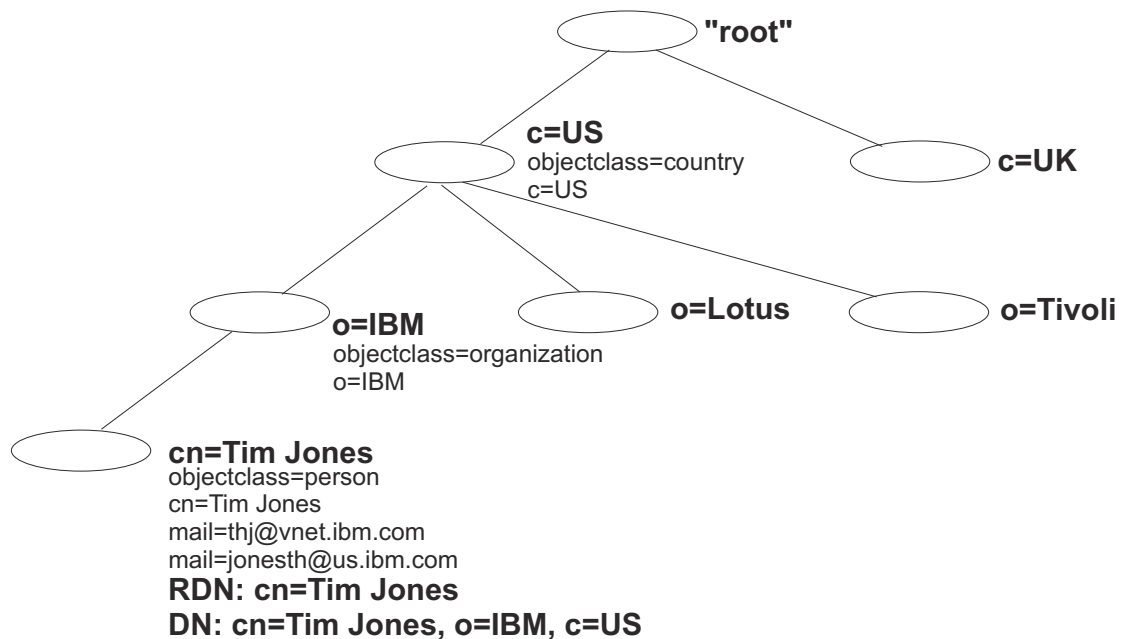 "root"
c=US
objectclass=country
c=US
c=UK
o=IBM
objectclass=organization
o=IBM
o=Lotus
o=Tivoli
cn=Tim Jones
objectclass=person
cn=Tim Jones
mail=thj@vnet.ibm.com
mail=jonesth@us.ibm.com
RDN: cn=Tim Jones
DN: cn=Tim Jones, o=IBM, c=US